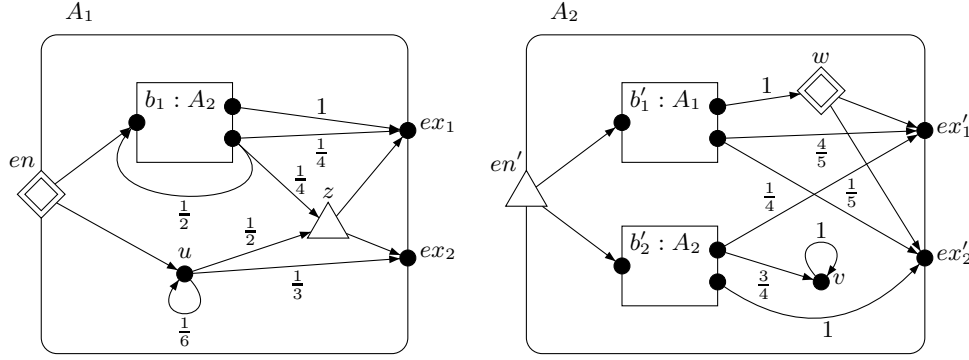 A₁
A₂
b₁ : A₂
1
ex₁
1/4
1/4
en
1/2
z
u
1/2
ex₂
1/3
1/6
w
b′₁ : A₁
1
ex′₁
4/5
en′
1/4
1/5
b′₂ : A₂
1
ex′₂
3/4
v
1